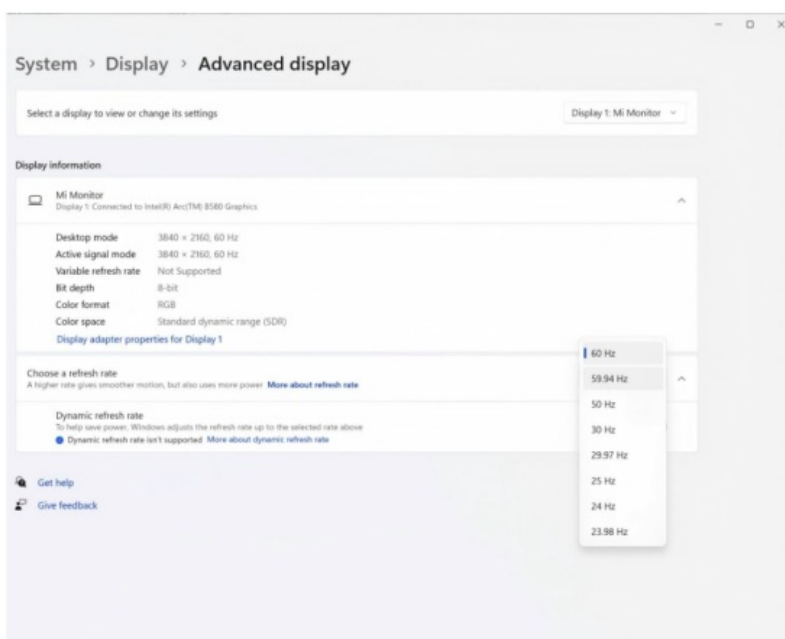 System > Display > Advanced display
Select a display to view or change its settings
Display 1: Mi Monitor
Display information
Mi Monitor
Display 1: Connected to Intel(R) Arc(TM) B580 Graphics
Desktop mode 3840 × 2160, 60 Hz
Active signal mode 3840 × 2160, 60 Hz
Variable refresh rate Not Supported
Bit depth 8-bit
Color format RGB
Color space Standard dynamic range (SDR)
Display adapter properties for Display 1
Choose a refresh rate
A higher rate gives smoother motion, but also uses more power More about refresh rate
Dynamic refresh rate
To help save power, Windows adjusts the refresh rate up to the selected rate above
Dynamic refresh rate isn't supported More about dynamic refresh rate
60 Hz
59.94 Hz
50 Hz
30 Hz
29.97 Hz
25 Hz
24 Hz
23.98 Hz
Get help
Give feedback